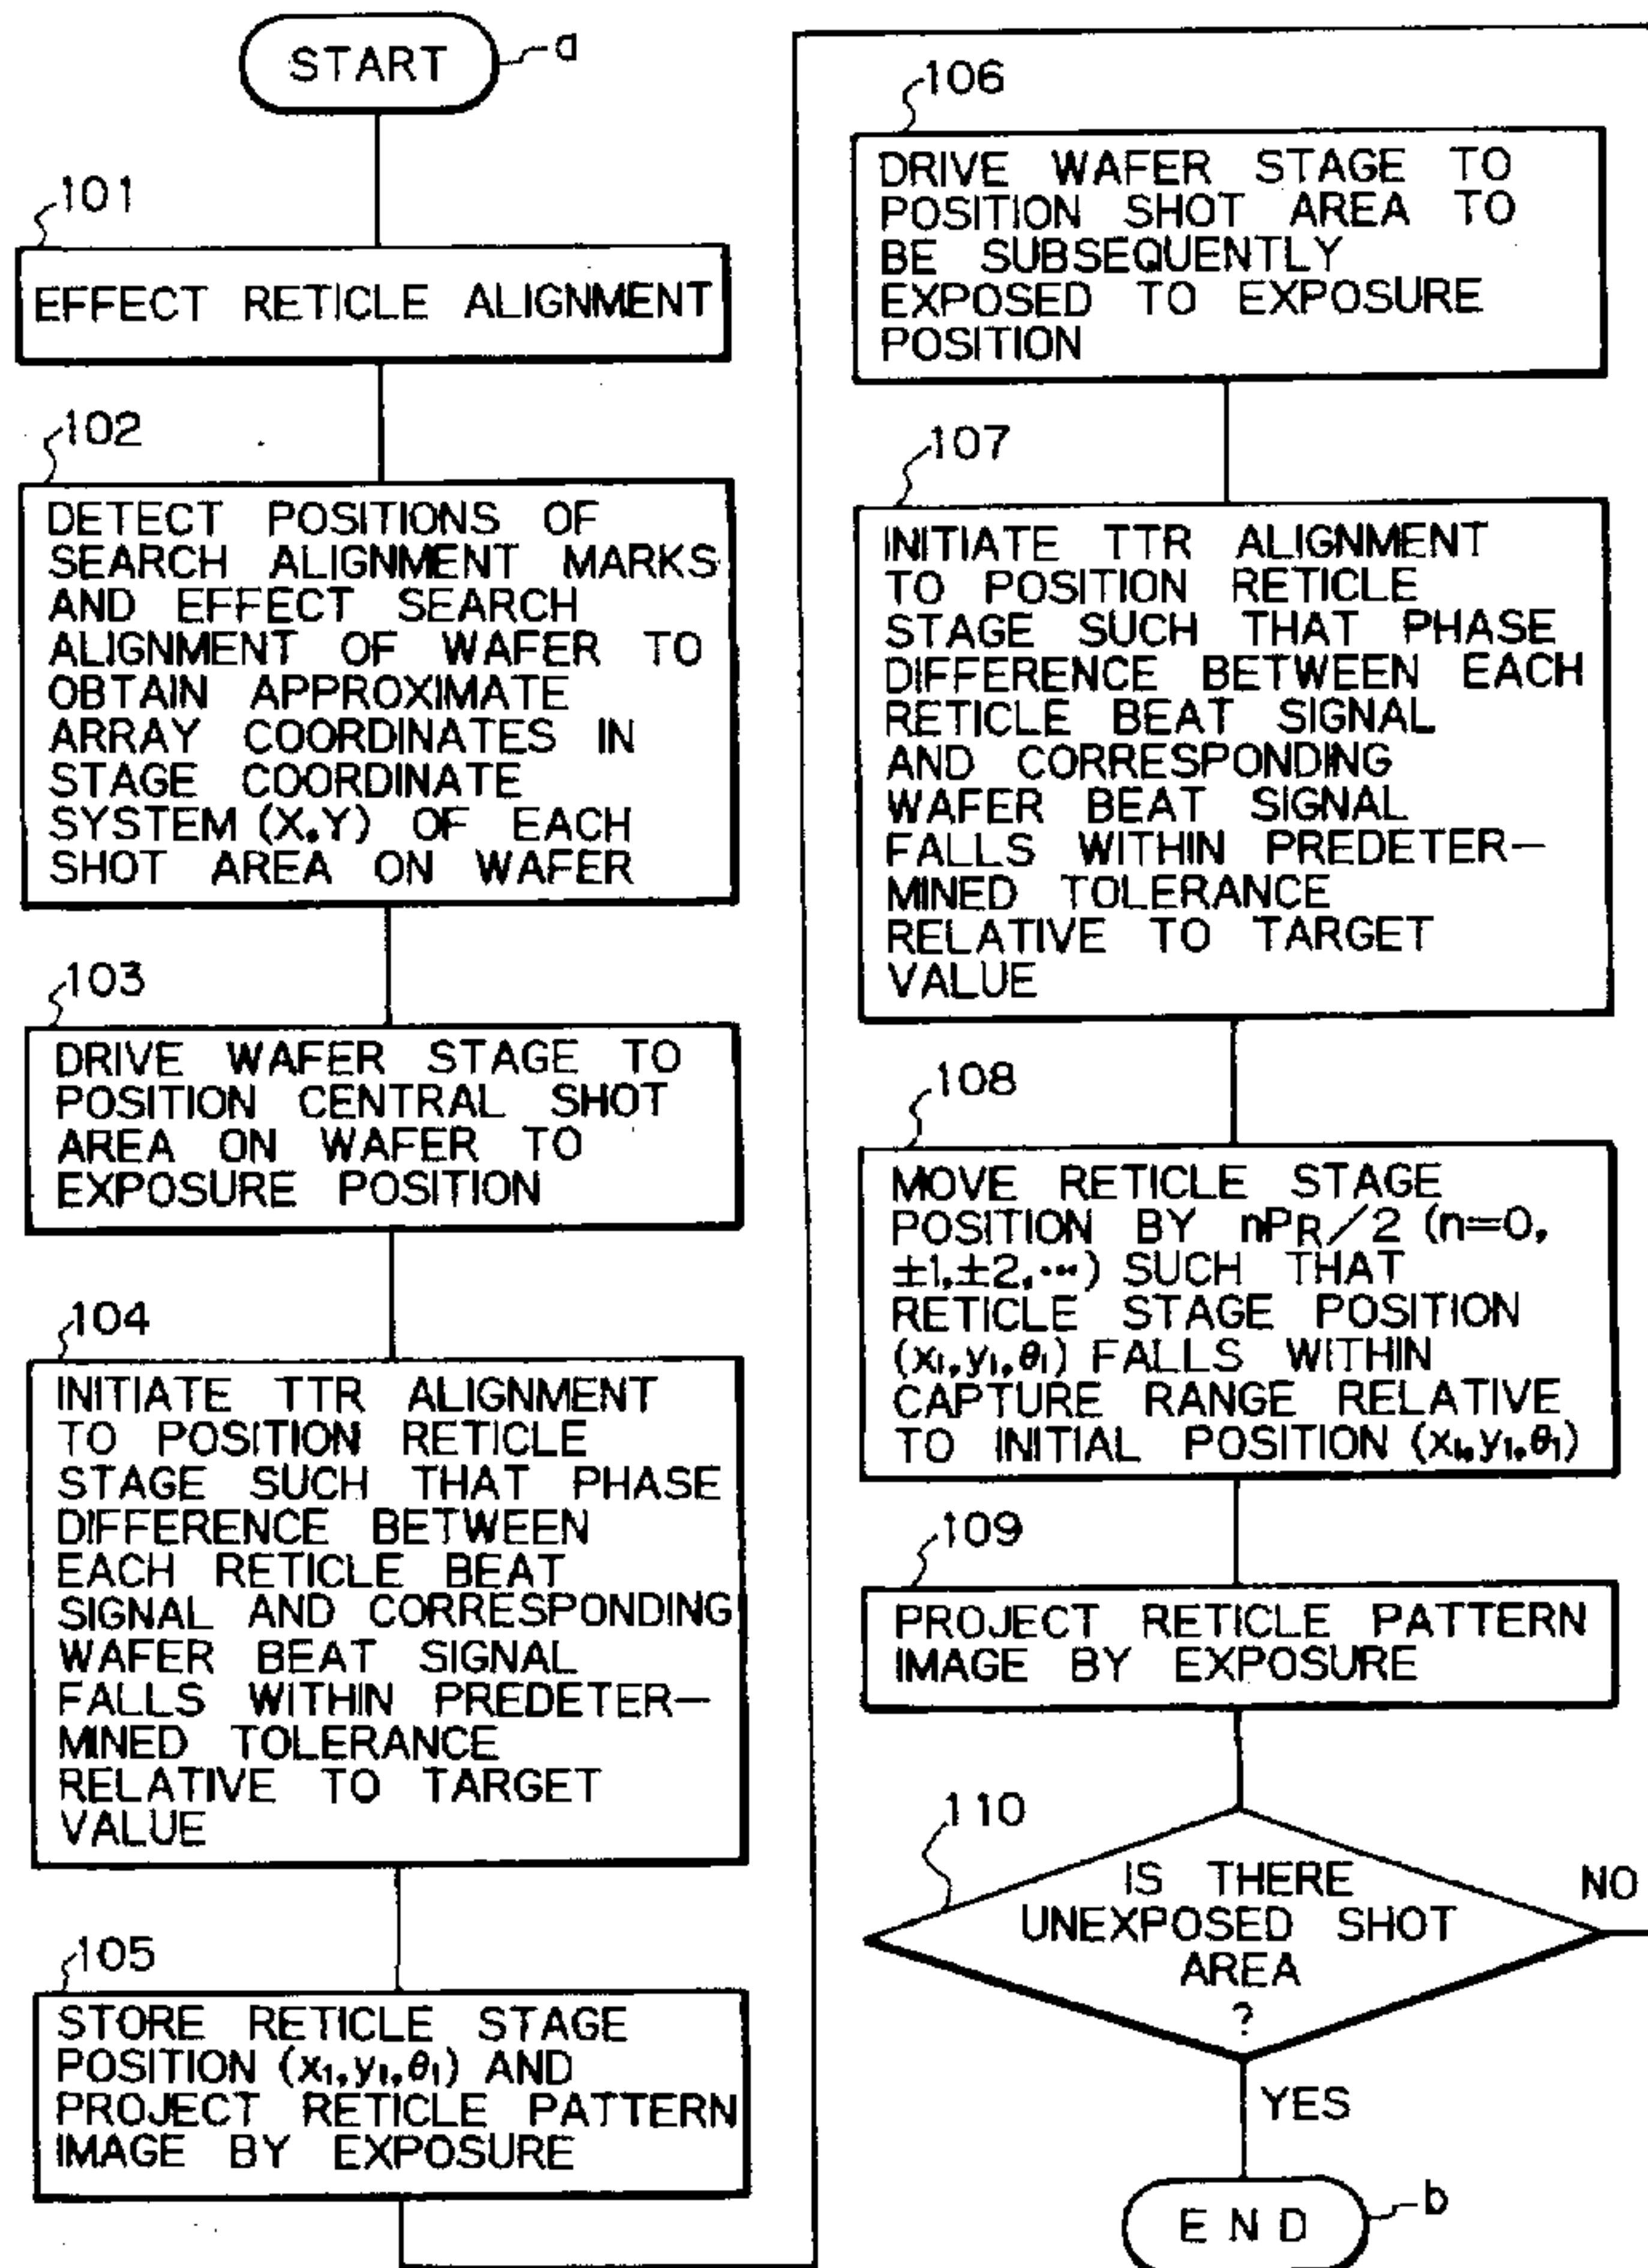 START
a
101
EFFECT RETICLE ALIGNMENT
102
DETECT POSITIONS OF
SEARCH ALIGNMENT MARKS
AND EFFECT SEARCH
ALIGNMENT OF WAFER TO
OBTAIN APPROXIMATE
ARRAY COORDINATES IN
STAGE COORDINATE
SYSTEM (X,Y) OF EACH
SHOT AREA ON WAFER
103
DRIVE WAFER STAGE TO
POSITION CENTRAL SHOT
AREA ON WAFER TO
EXPOSURE POSITION
104
INITIATE TTR ALIGNMENT
TO POSITION RETICLE
STAGE SUCH THAT PHASE
DIFFERENCE BETWEEN
EACH RETICLE BEAT
SIGNAL AND CORRESPONDING
WAFER BEAT SIGNAL
FALLS WITHIN PREDETER-
MINED TOLERANCE
RELATIVE TO TARGET
VALUE
105
STORE RETICLE STAGE
POSITION (x₁,y₁,θ₁) AND
PROJECT RETICLE PATTERN
IMAGE BY EXPOSURE
106
DRIVE WAFER STAGE TO
POSITION SHOT AREA TO
BE SUBSEQUENTLY
EXPOSED TO EXPOSURE
POSITION
107
INITIATE TTR ALIGNMENT
TO POSITION RETICLE
STAGE SUCH THAT PHASE
DIFFERENCE BETWEEN EACH
RETICLE BEAT SIGNAL
AND CORRESPONDING
WAFER BEAT SIGNAL
FALLS WITHIN PREDETER-
MINED TOLERANCE
RELATIVE TO TARGET
VALUE
108
MOVE RETICLE STAGE
POSITION BY nPR/2 (n=0,
±1,±2,…) SUCH THAT
RETICLE STAGE POSITION
(xᵢ,yᵢ,θᵢ) FALLS WITHIN
CAPTURE RANGE RELATIVE
TO INITIAL POSITION (x₁,y₁,θ₁)
109
PROJECT RETICLE PATTERN
IMAGE BY EXPOSURE
110
IS THERE
UNEXPOSED SHOT
AREA
?
NO
YES
END
b